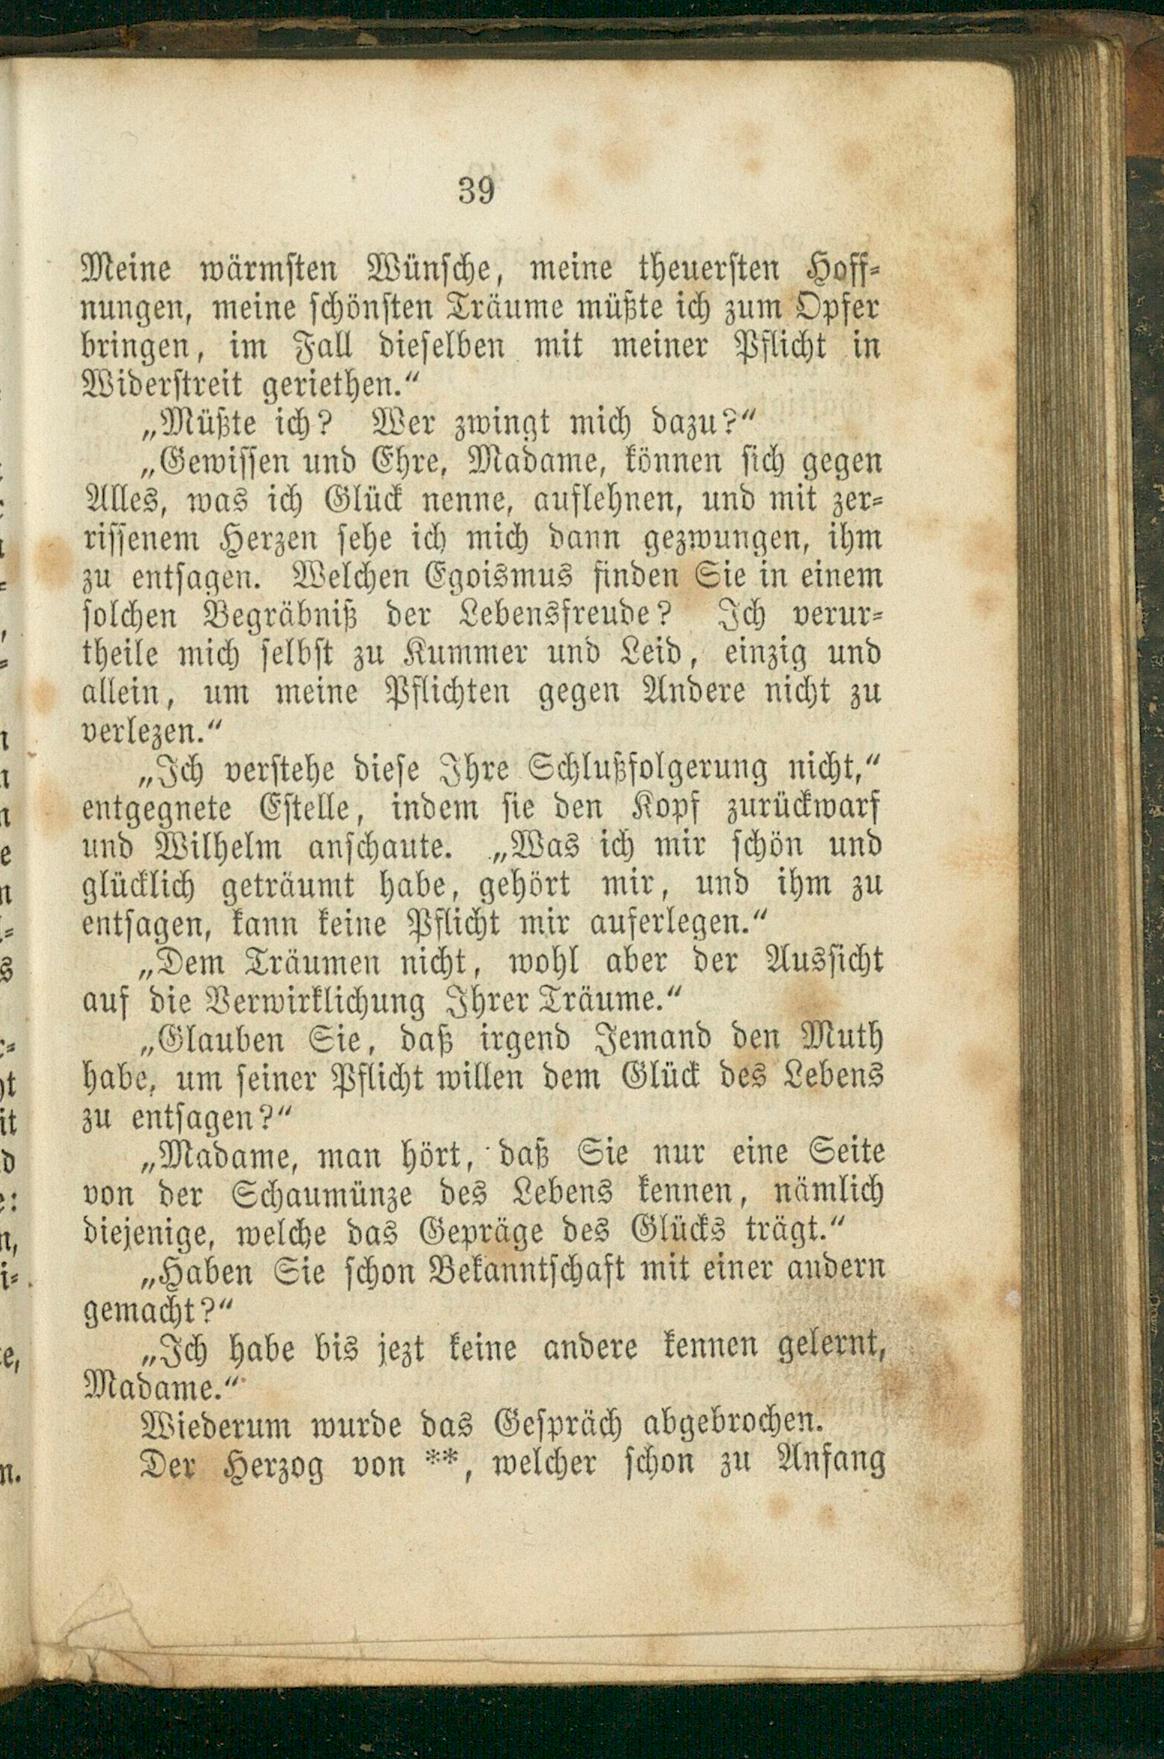 39
Meine wärmsten Wünsche, meine theuersten Hoff-
nungen, meine schönsten Träume müßte ich zum Opfer
bringen, im Fall dieselben mit meiner Pflicht in
Widerstreit geriethen.“
„Müßte ich? Wer zwingt mich dazu?“
„Gewissen und Ehre, Madame, können sich gegen
Alles, was ich Glück nenne, auflehnen, und mit zer-
rissenem Herzen sehe ich mich dann gezwungen, ihm
zu entsagen. Welchen Egoismus finden Sie in einem
solchen Begräbniß der Lebensfreude? Ich verur-
theile mich selbst zu Kummer und Leid, einzig und
allein, um meine Pflichten gegen Andere nicht zu
verlezen.“
„Ich verstehe diese Ihre Schlußfolgerung nicht,“
entgegnete Estelle, indem sie den Kopf zurückwarf
und Wilhelm anschaute. „Was ich mir schön und
glücklich geträumt habe, gehört mir, und ihm zu
entsagen, kann keine Pflicht mir auferlegen.“
„Dem Träumen nicht, wohl aber der Aussicht
auf die Verwirklichung Ihrer Träume.“
„Glauben Sie, daß irgend Jemand den Muth
habe, um seiner Pflicht willen dem Glück des Lebens
zu entsagen?“
„Madame, man hört, daß Sie nur eine Seite
von der Schaumünze des Lebens kennen, nämlich
diejenige, welche das Gepräge des Glücks trägt.“
„Haben Sie schon Bekanntschaft mit einer andern
gemacht?“
„Ich habe bis jezt keine andere kennen gelernt,
Madame.“
Wiederum wurde das Gespräch abgebrochen.
Der Herzog von **, welcher schon zu Anfang